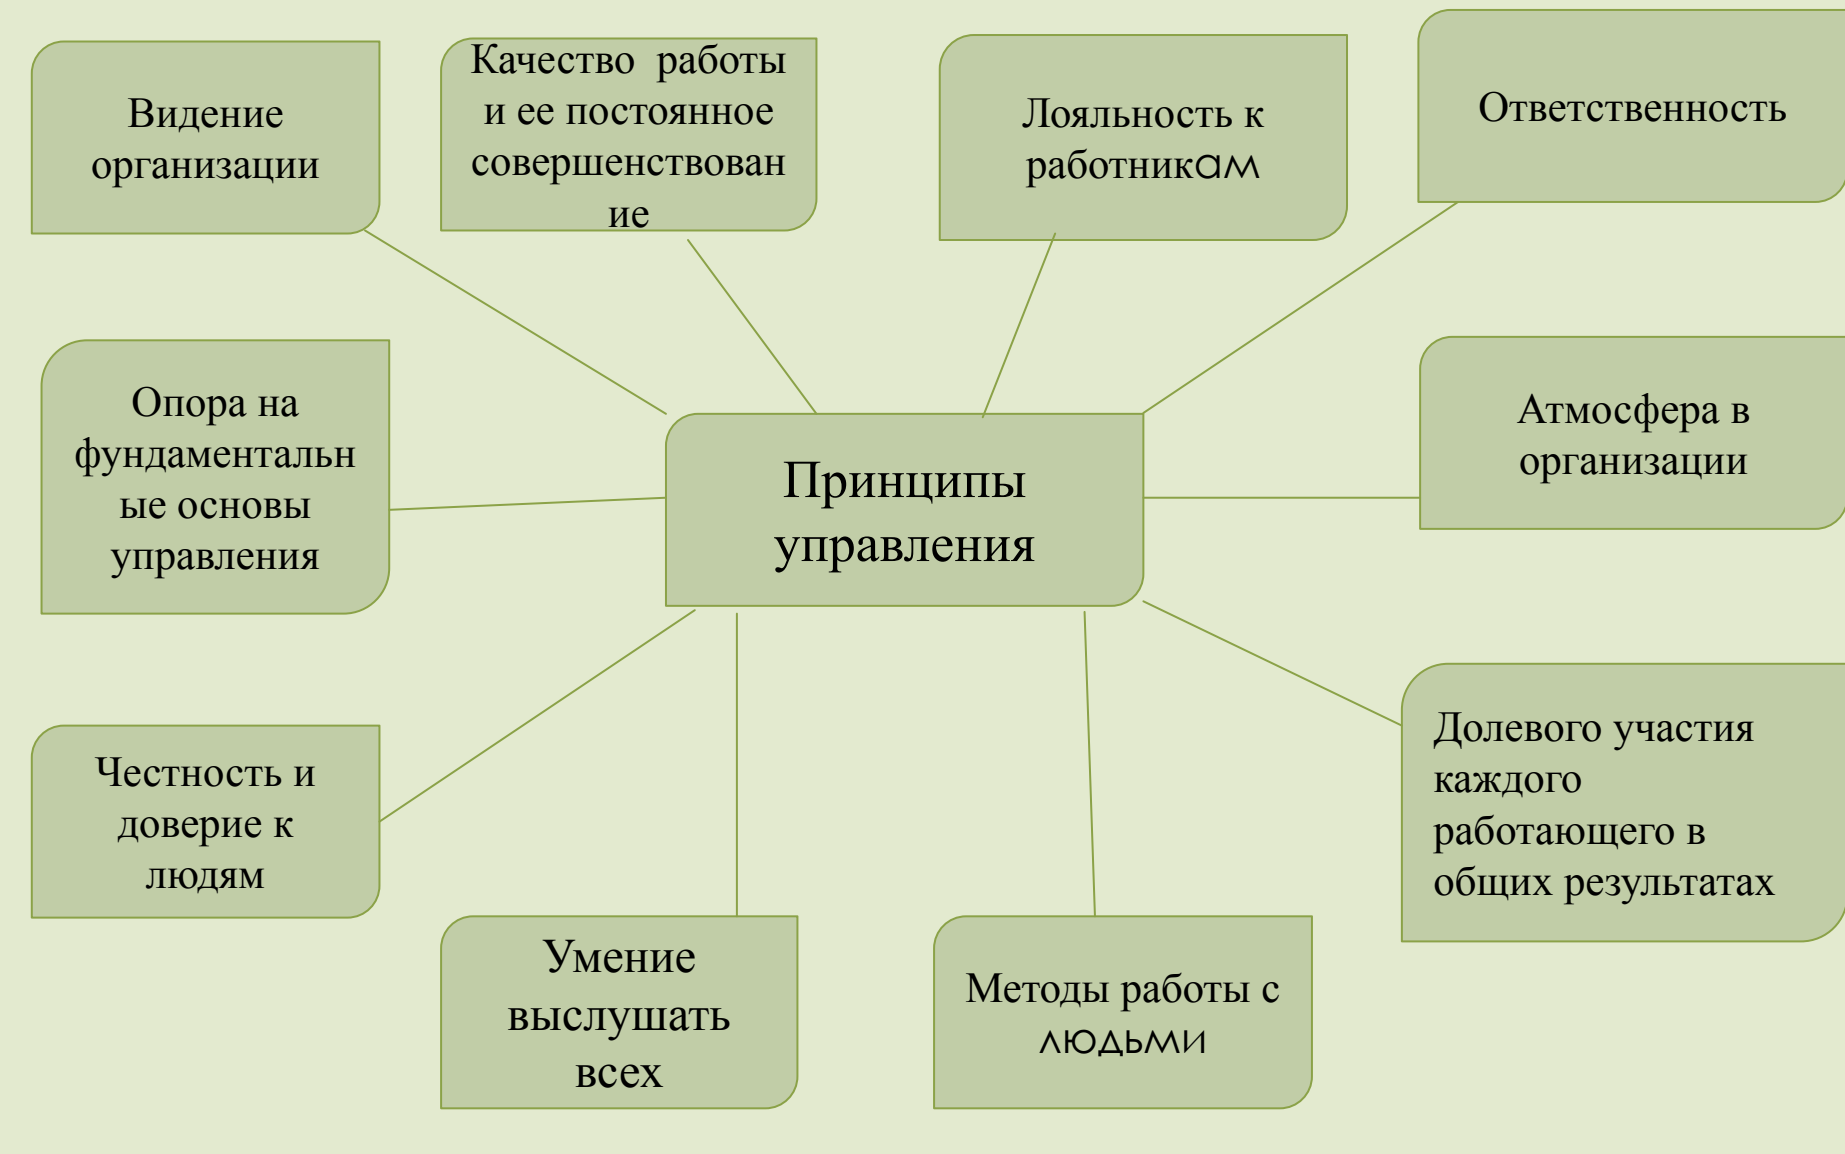 Видение
организации
Качество работы
и ее постоянное
совершенствован
ие
Лояльность к
работникам
Ответственность
Опора на
фундаментальн
ые основы
управления
Принципы
управления
Атмосфера в
организации
Честность и
доверие к
людям
Умение
выслушать
всех
Методы работы с
людьми
Долевого участия
каждого
работающего в
общих результатах